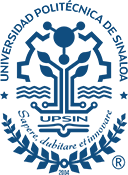 UNIVERSIDAD POLITÉCNICA DE SINALOA
UPSIN
Sapere, dubitare et innovare
2004
®